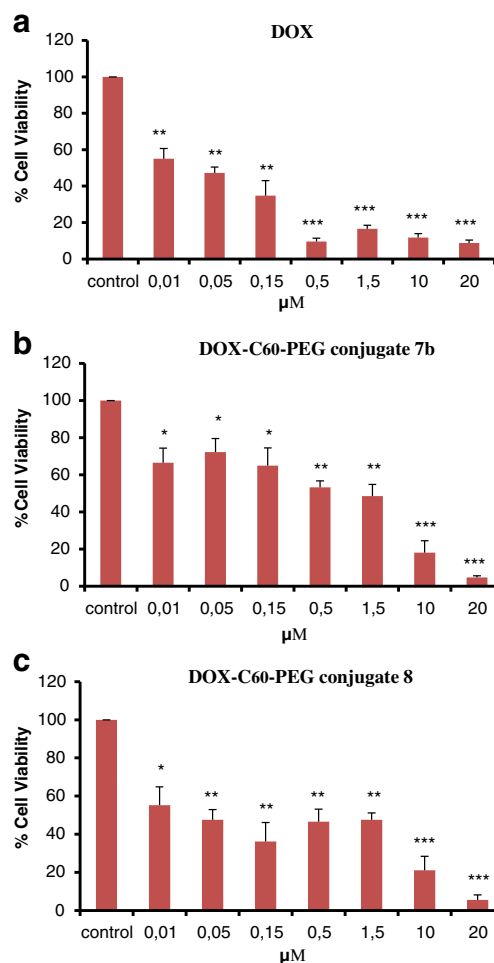 a
DOX
120
100
80
60
40
20
0
% Cell Viability
** ** ** *** *** *** ***
control 0,01 0,05 0,15 0,5 1,5 10 20
µM
b
DOX-C60-PEG conjugate 7b
120
100
80
60
40
20
0
%Cell Viability
* * * ** ** *** ***
control 0,01 0,05 0,15 0,5 1,5 10 20
µM
c
DOX-C60-PEG conjugate 8
120
100
80
60
40
20
0
% Cell Viability
* ** ** ** ** *** ***
control 0,01 0,05 0,15 0,5 1,5 10 20
µM